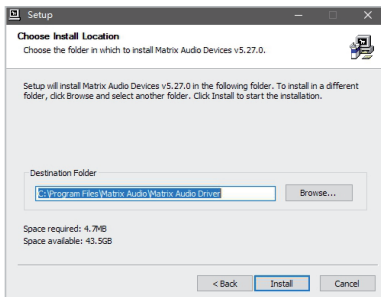 Setup
Choose Install Location
Choose the folder in which to install Matrix Audio Devices v5.27.0.
Setup will install Matrix Audio Devices v5.27.0 in the following folder. To install in a different
folder, click Browse and select another folder. Click Install to start the installation.
Destination Folder
C:\Program Files\Matrix Audio\Matrix Audio Driver
Browse...
Space required: 4.7MB
Space available: 43.5GB
< Back
Install
Cancel